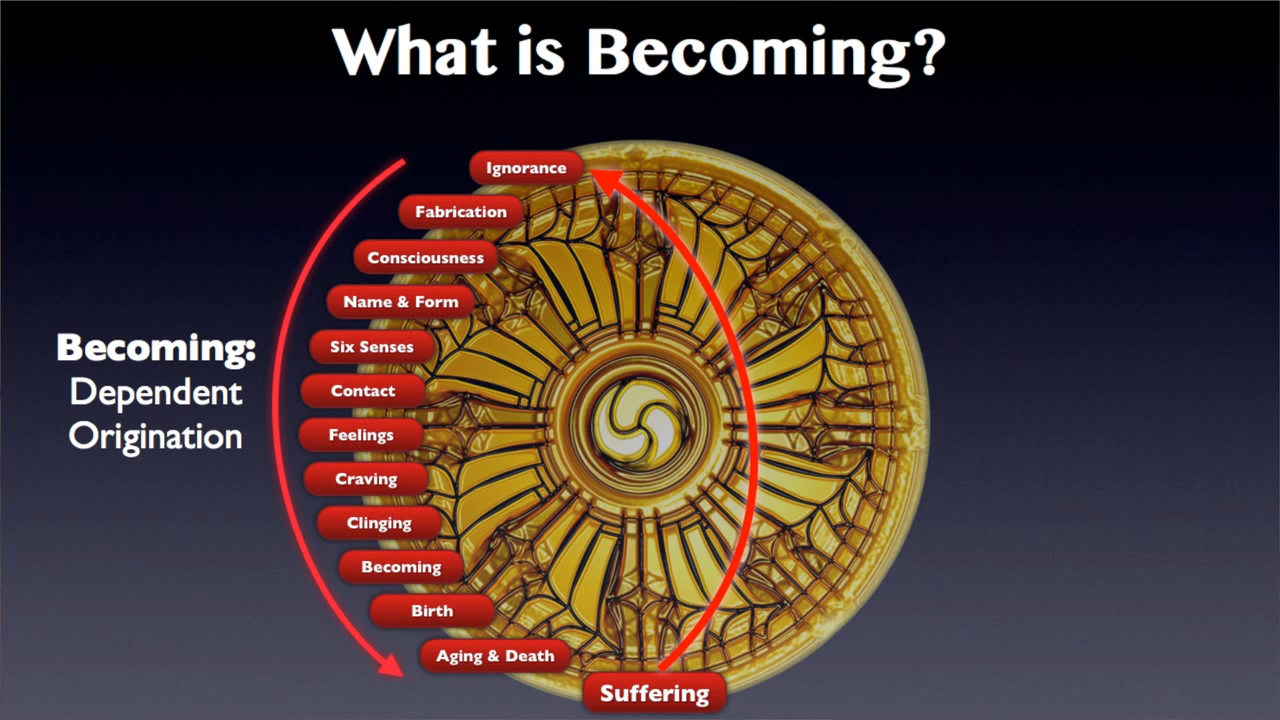 What is Becoming?
Ignorance
Fabrication
Consciousness
Name & Form
Six Senses
Contact
Feelings
Craving
Clinging
Becoming
Birth
Aging & Death
Suffering
Becoming:
Dependent
Origination